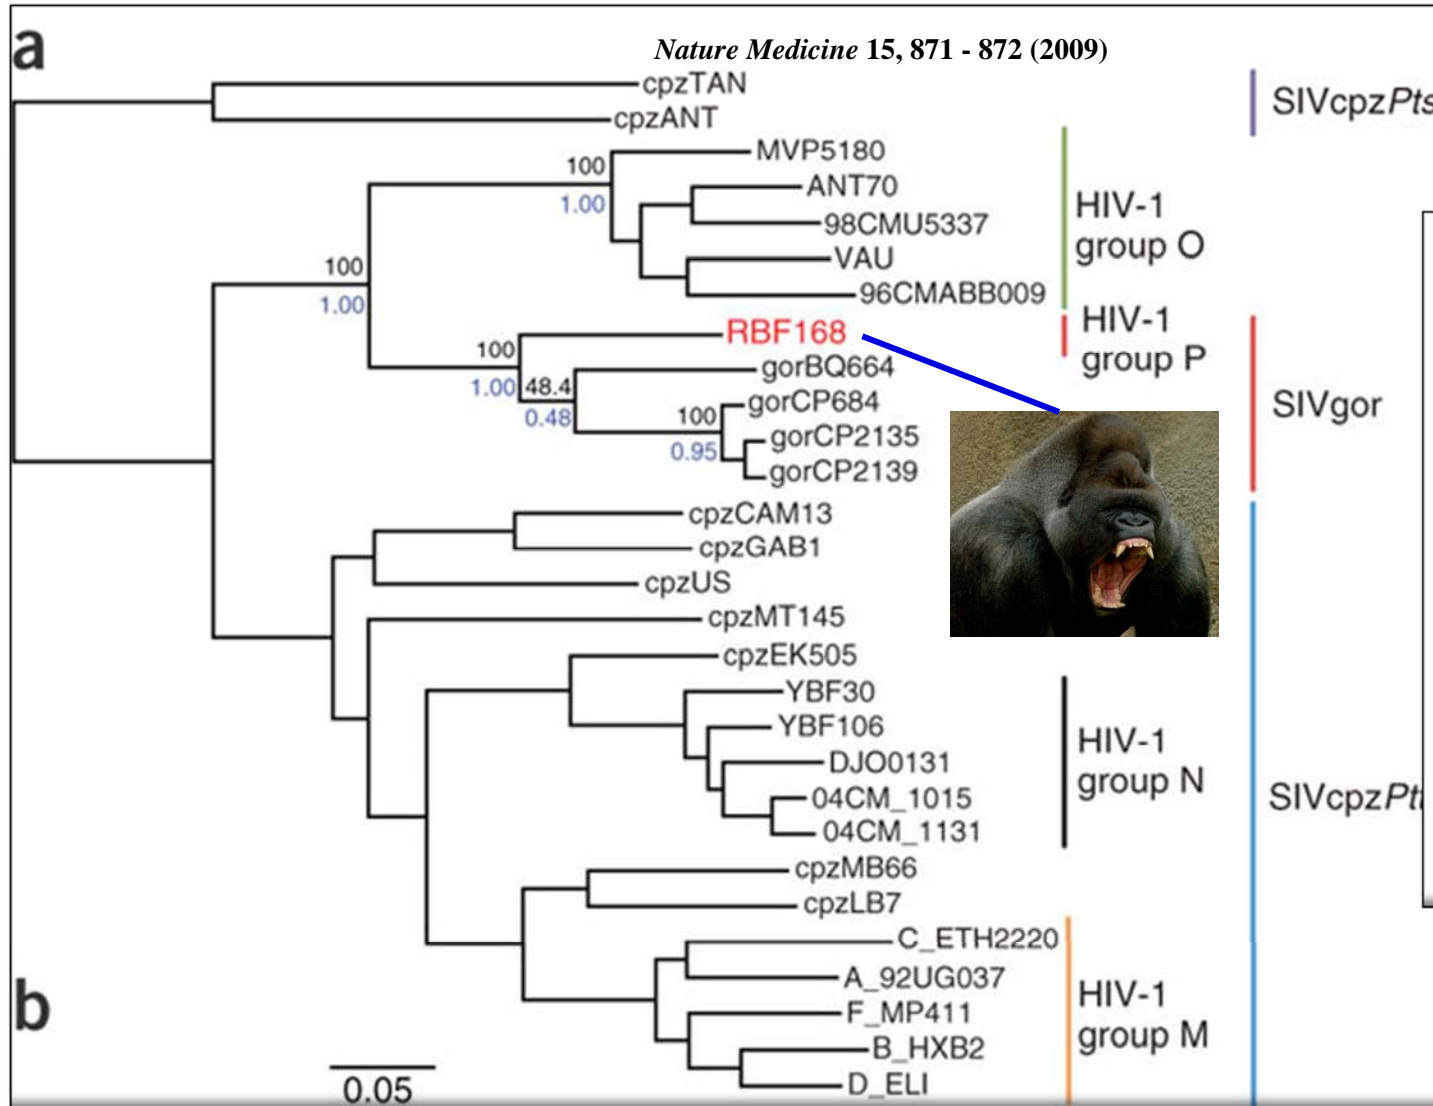 a
Nature Medicine 15, 871 - 872 (2009)
cpzTAN
cpzANT
SIVcpzPts
MVP5180
100
1.00
ANT70
98CMU5337
VAU
96CMABB009
HIV-1
group O
100
1.00
RBF168
HIV-1
group P
100
1.00
gorBQ664
48.4
0.48
gorCP684
100
0.95
gorCP2135
gorCP2139
SIVgor
cpzCAM13
cpzGAB1
cpzUS
cpzMT145
cpzEK505
YBF30
YBF106
DJO0131
04CM_1015
04CM_1131
HIV-1
group N
SIVcpzPt
cpzMB66
cpzLB7
C_ETH2220
A_92UG037
F_MP411
B_HXB2
D_ELI
HIV-1
group M
b
0.05